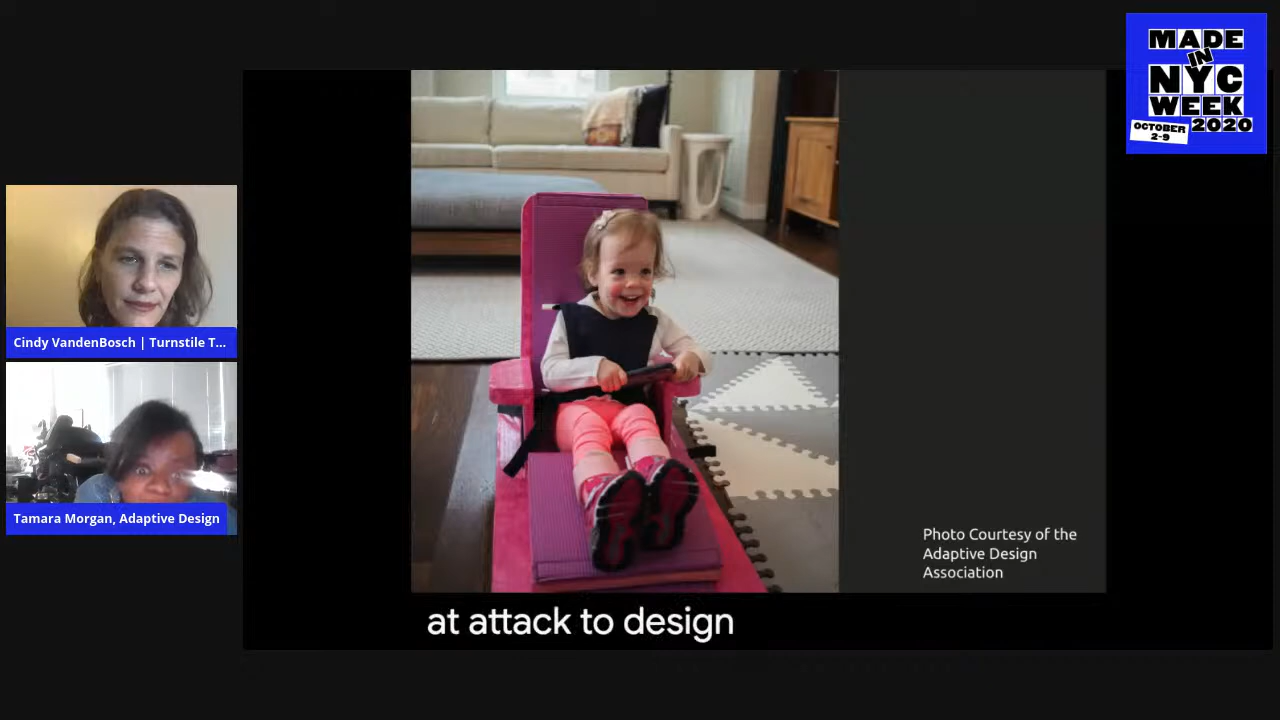 MADE
IN
NYC
WEEK
2020
OCTOBER
2-9
Cindy VandenBosch | Turnstile T...
Tamara Morgan, Adaptive Design
Photo Courtesy of the
Adaptive Design
Association
at attack to design